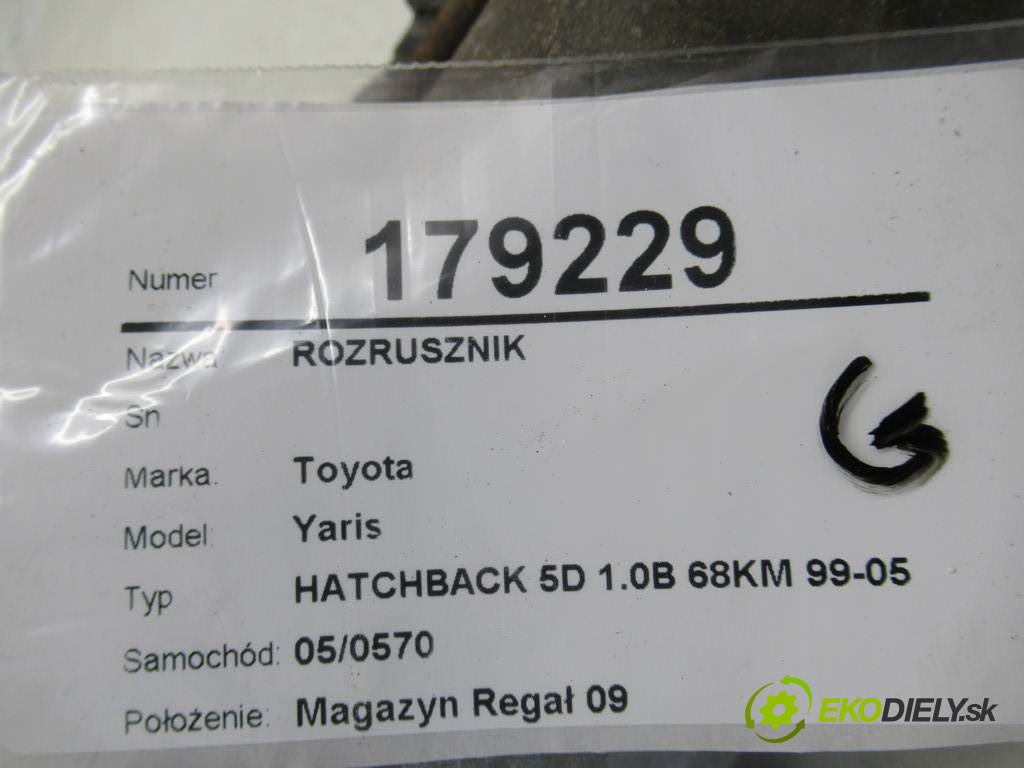 Numer 179229
Nazwa: ROZRUSZNIK
Sn
Marka. Toyota
Model: Yaris
Typ HATCHBACK 5D 1.0B 68KM 99-05
Samochód: 05/0570
Położenie: Magazyn Regał 09
G
EKODIELY.sk